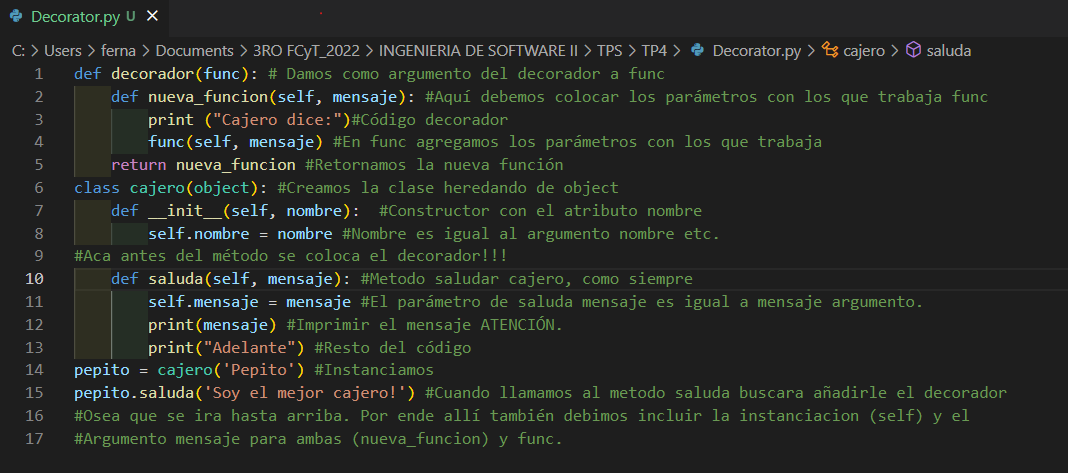 Decorator.py U ×
C: > Users > ferna > Documents > 3RO FCyT_2022 > INGENIERIA DE SOFTWARE II > TPS > TP4 > Decorator.py > cajero > saluda
1 def decorador(func): # Damos como argumento del decorador a func
2 def nueva_funcion(self, mensaje): #Aquí debemos colocar los parámetros con los que trabaja func
3 print ("Cajero dice:")#Código decorador
4 func(self, mensaje) #En func agregamos los parámetros con los que trabaja
5 return nueva_funcion #Retornamos la nueva función
6 class cajero(object): #Creamos la clase heredando de object
7 def __init__(self, nombre):  #Constructor con el atributo nombre
8 self.nombre = nombre #Nombre es igual al argumento nombre etc.
9 #Aca antes del método se coloca el decorador!!!
10 def saluda(self, mensaje): #Metodo saludar cajero, como siempre
11 self.mensaje = mensaje #El parámetro de saluda mensaje es igual a mensaje argumento.
12 print(mensaje) #Imprimir el mensaje ATENCIÓN.
13 print("Adelante") #Resto del código
14 pepito = cajero('Pepito') #Instanciamos
15 pepito.saluda('Soy el mejor cajero!') #Cuando llamamos al metodo saluda buscara añadirle el decorador
16 #Osea que se ira hasta arriba. Por ende allí también debimos incluir la instanciacion (self) y el
17 #Argumento mensaje para ambas (nueva_funcion) y func.